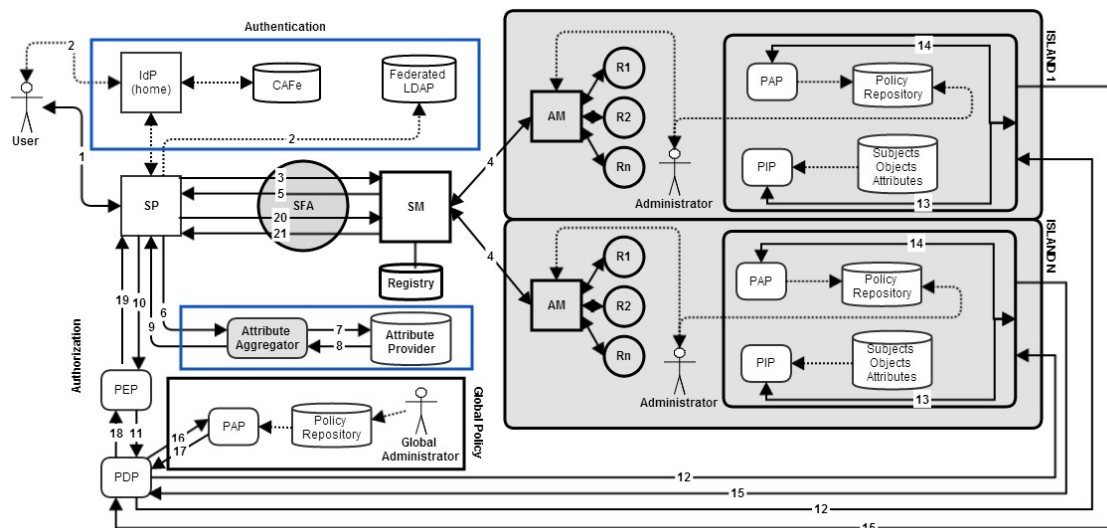 Authentication
2
IdP
(home)
CAFe
Federated
LDAP
User
2
1
SP
3
5
SFA
20
21
SM
Registry
4
4
19
10
6
9
Attribute
Aggregator
7
8
Attribute
Provider
Authorization
PEP
18
11
16
17
PDP
PAP
Policy
Repository
Global
Administrator
Global Policy
12
15
12
15
ISLAND 1
AM
R1
R2
Rn
Administrator
14
PAP
Policy
Repository
PIP
Subjects
Objects
Attributes
13
ISLAND N
AM
R1
R2
Rn
Administrator
14
PAP
Policy
Repository
PIP
Subjects
Objects
Attributes
13